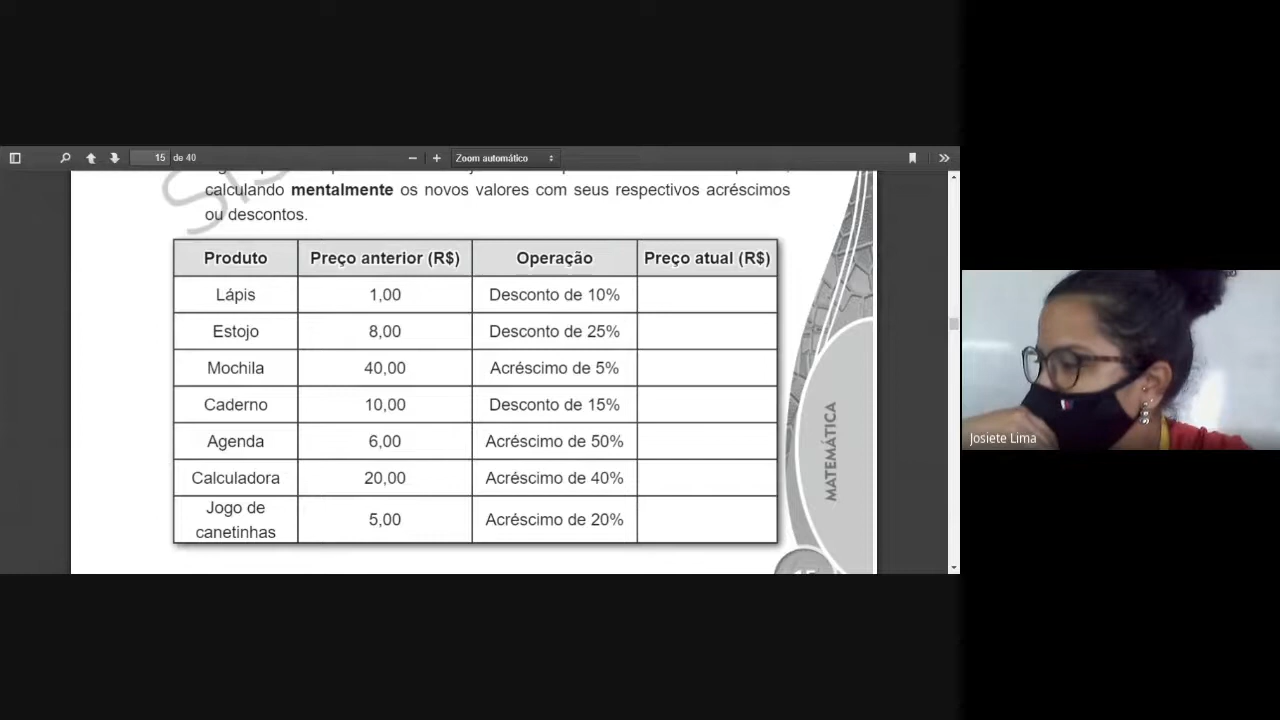 15 de 40
Zoom automático
calculando mentalmente os novos valores com seus respectivos acréscimos
ou descontos.
Produto Preço anterior (R$) Operação Preço atual (R$)
Lápis 1,00 Desconto de 10%
Estojo 8,00 Desconto de 25%
Mochila 40,00 Acréscimo de 5%
Caderno 10,00 Desconto de 15%
Agenda 6,00 Acréscimo de 50%
Calculadora 20,00 Acréscimo de 40%
Jogo de
canetinhas 5,00 Acréscimo de 20%
MATEMÁTICA
Josiete Lima